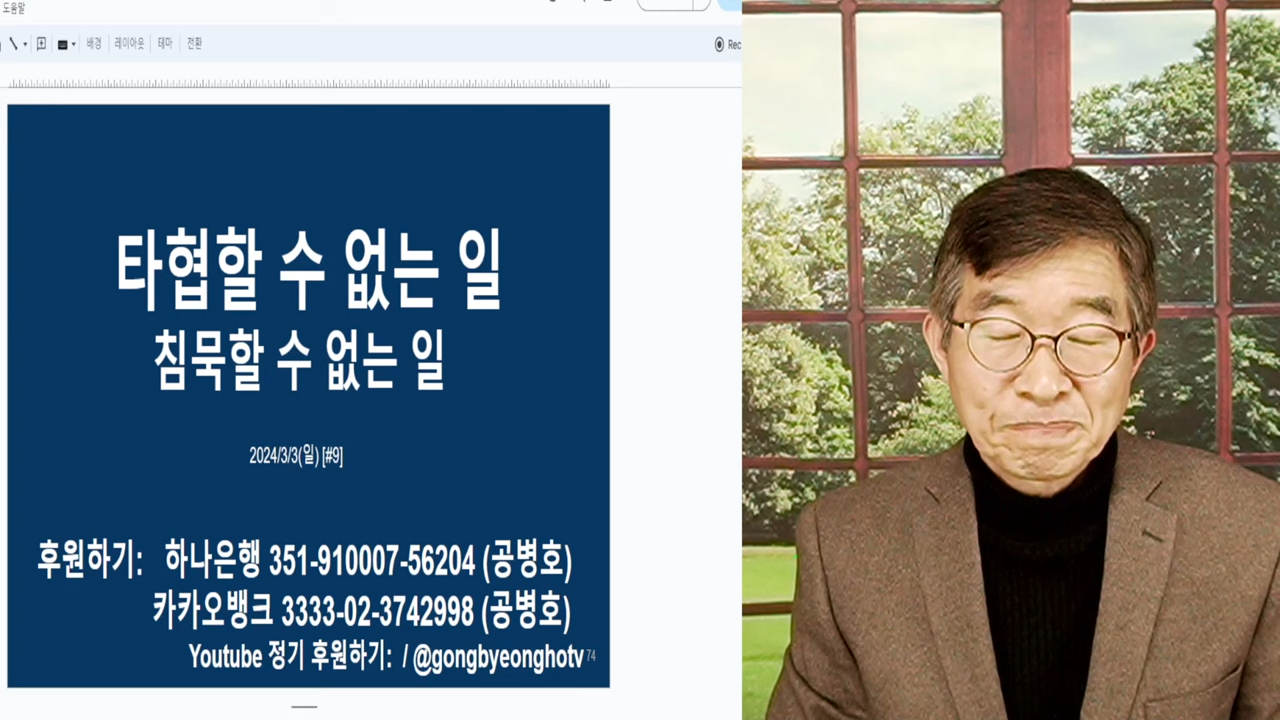 도움말
배경 레이아웃 테마 전환
Rec
타협할 수 없는 일
침묵할 수 없는 일
2024/3/3(일) [#9]
후원하기: 하나은행 351-910007-56204 (공병호)
카카오뱅크 3333-02-3742998 (공병호)
Youtube 정기 후원하기: / @gongbyeonghotv
74